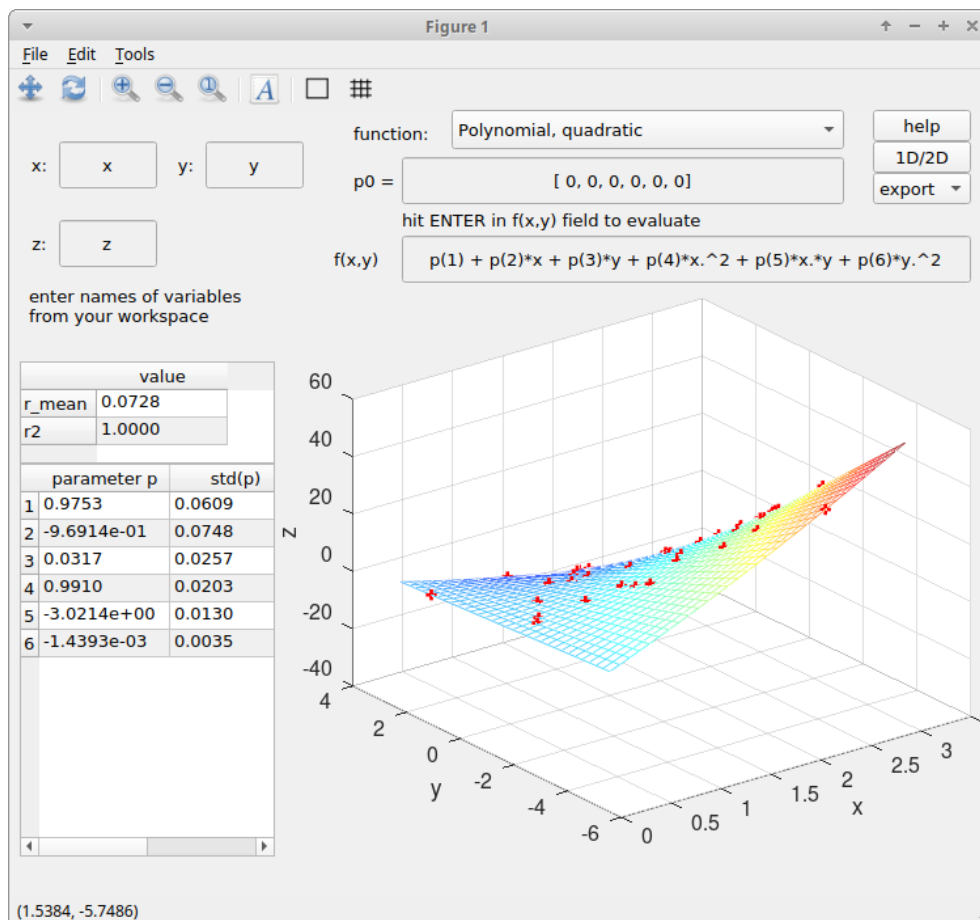 Figure 1
File Edit Tools
A
function: Polynomial, quadratic help
x: x y: y p0 = [ 0, 0, 0, 0, 0, 0] 1D/2D
export
hit ENTER in f(x,y) field to evaluate
z: z f(x,y) p(1) + p(2)*x + p(3)*y + p(4)*x.^2 + p(5)*x.*y + p(6)*y.^2
enter names of variables
from your workspace
value
r_mean 0.0728
r2 1.0000
parameter p std(p)
1 0.9753 0.0609
2 -9.6914e-01 0.0748
3 0.0317 0.0257
4 0.9910 0.0203
5 -3.0214e+00 0.0130
6 -1.4393e-03 0.0035
60
40
20
0
-20
-40
z
4
2
0
-2
-4
-6
y
0
0.5
1
1.5
2
2.5
3
x
(1.5384, -5.7486)